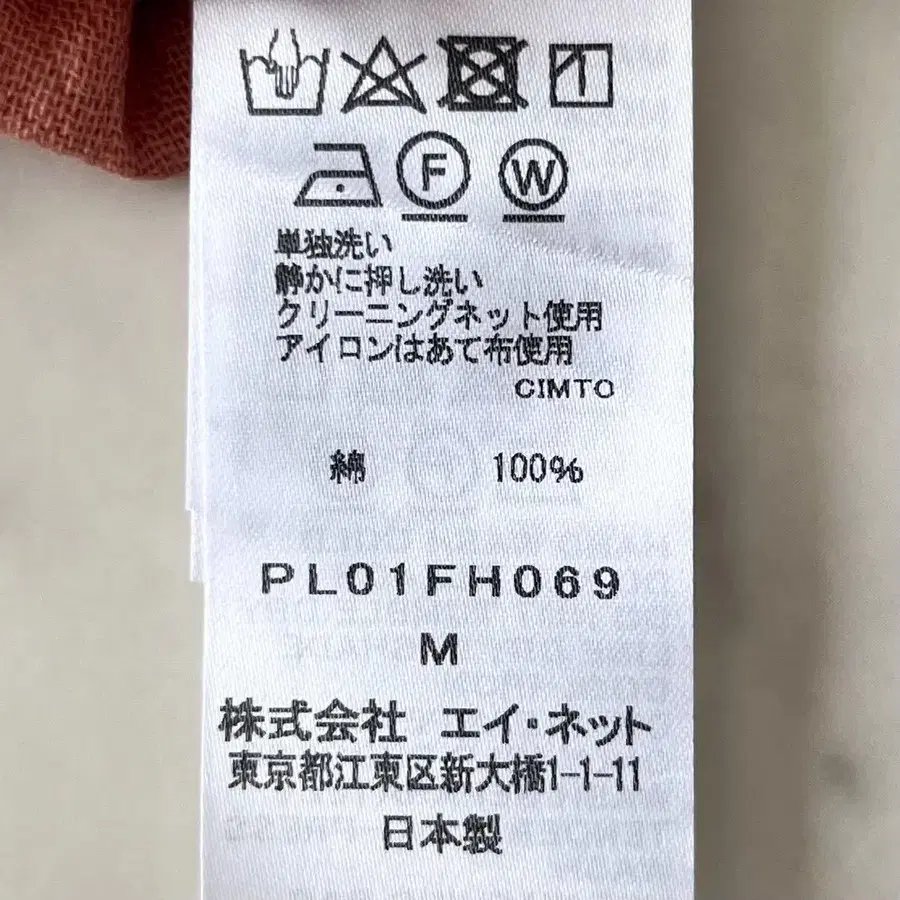 F W
単独洗い
静かに押し洗い
クリーニングネット使用
アイロンはあて布使用
CIMTO
綿 100%
PL01FH069
M
株式会社 エイ・ネット
東京都江東区新大橋1-1-11
日本製